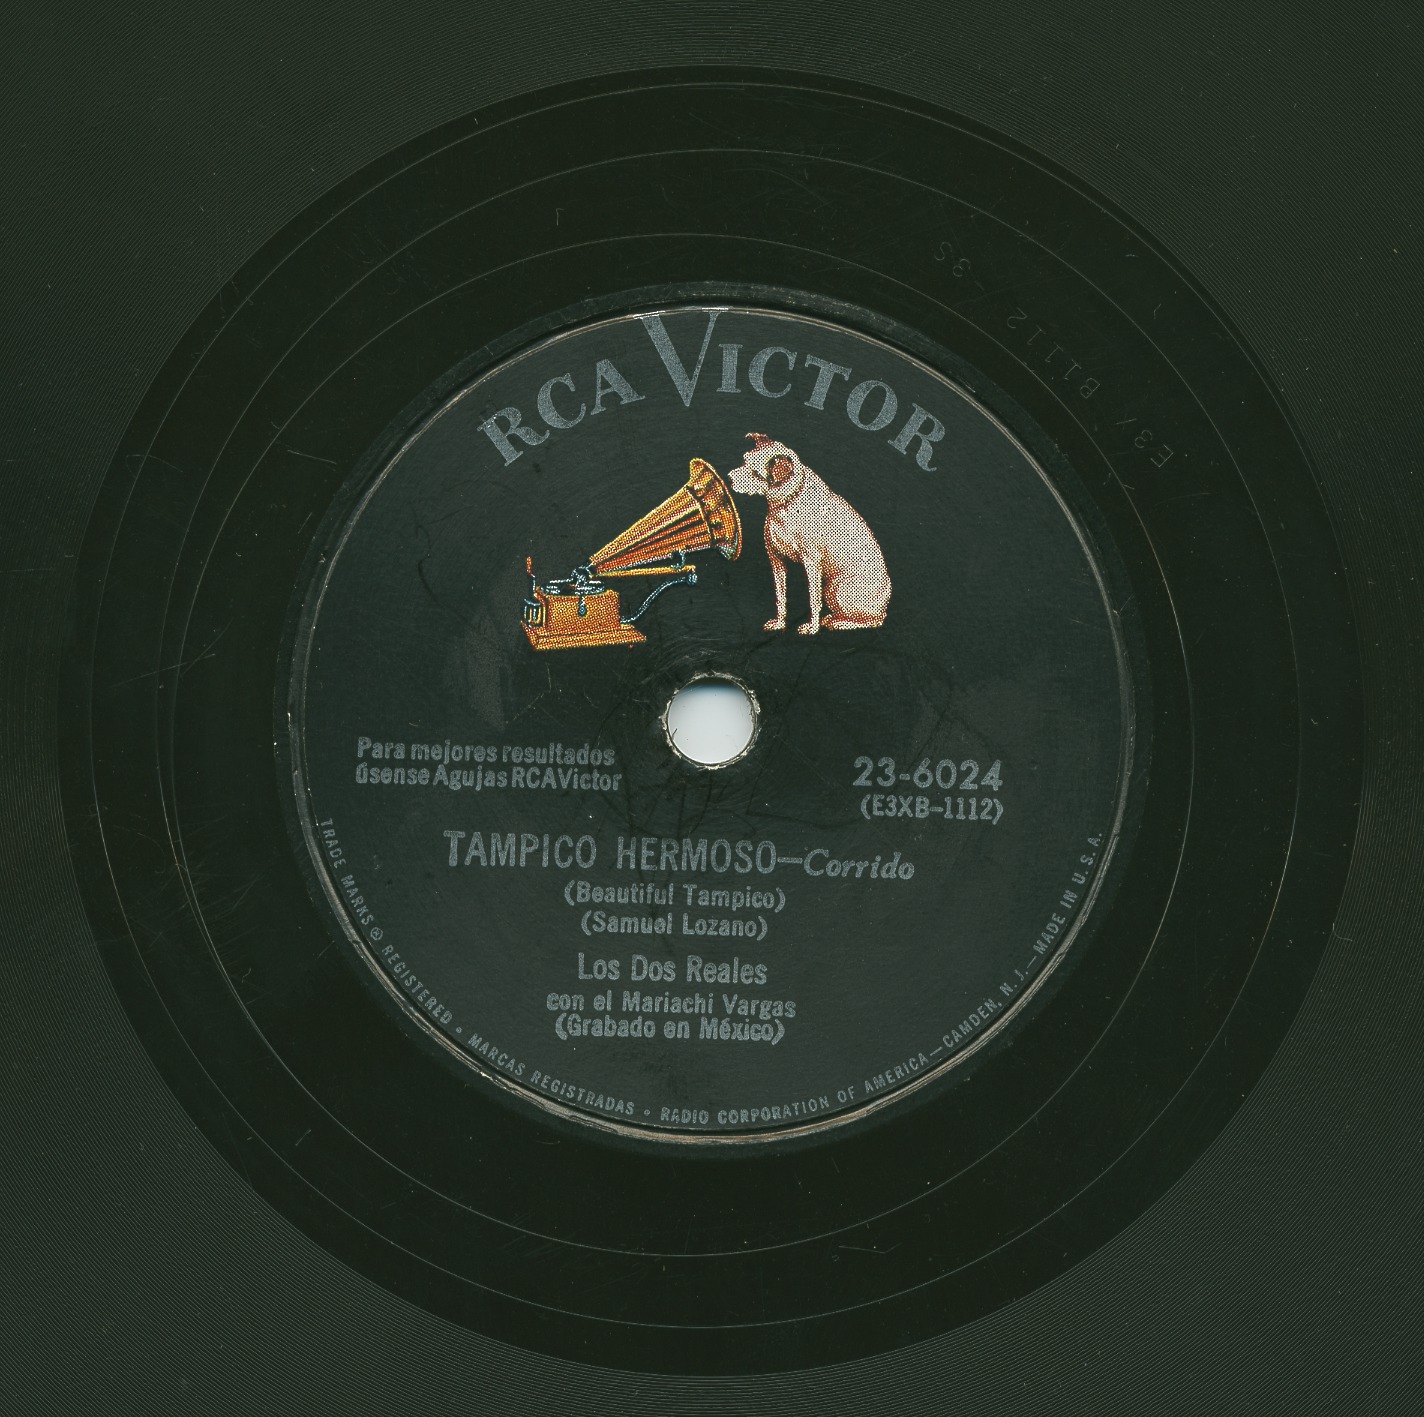 RCA VICTOR
Para mejores resultados
úsense Agujas RCA Victor
23-6024
(E3XB-1112)
TAMPICO HERMOSO—Corrido
(Beautiful Tampico)
(Samuel Lozano)
Los Dos Reales
con el Mariachi Vargas
(Grabado en México)
TRADE MARKS ® REGISTERED • MARCAS REGISTRADAS • RADIO CORPORATION OF AMERICA—CAMDEN, N. J.—MADE IN U. S. A.